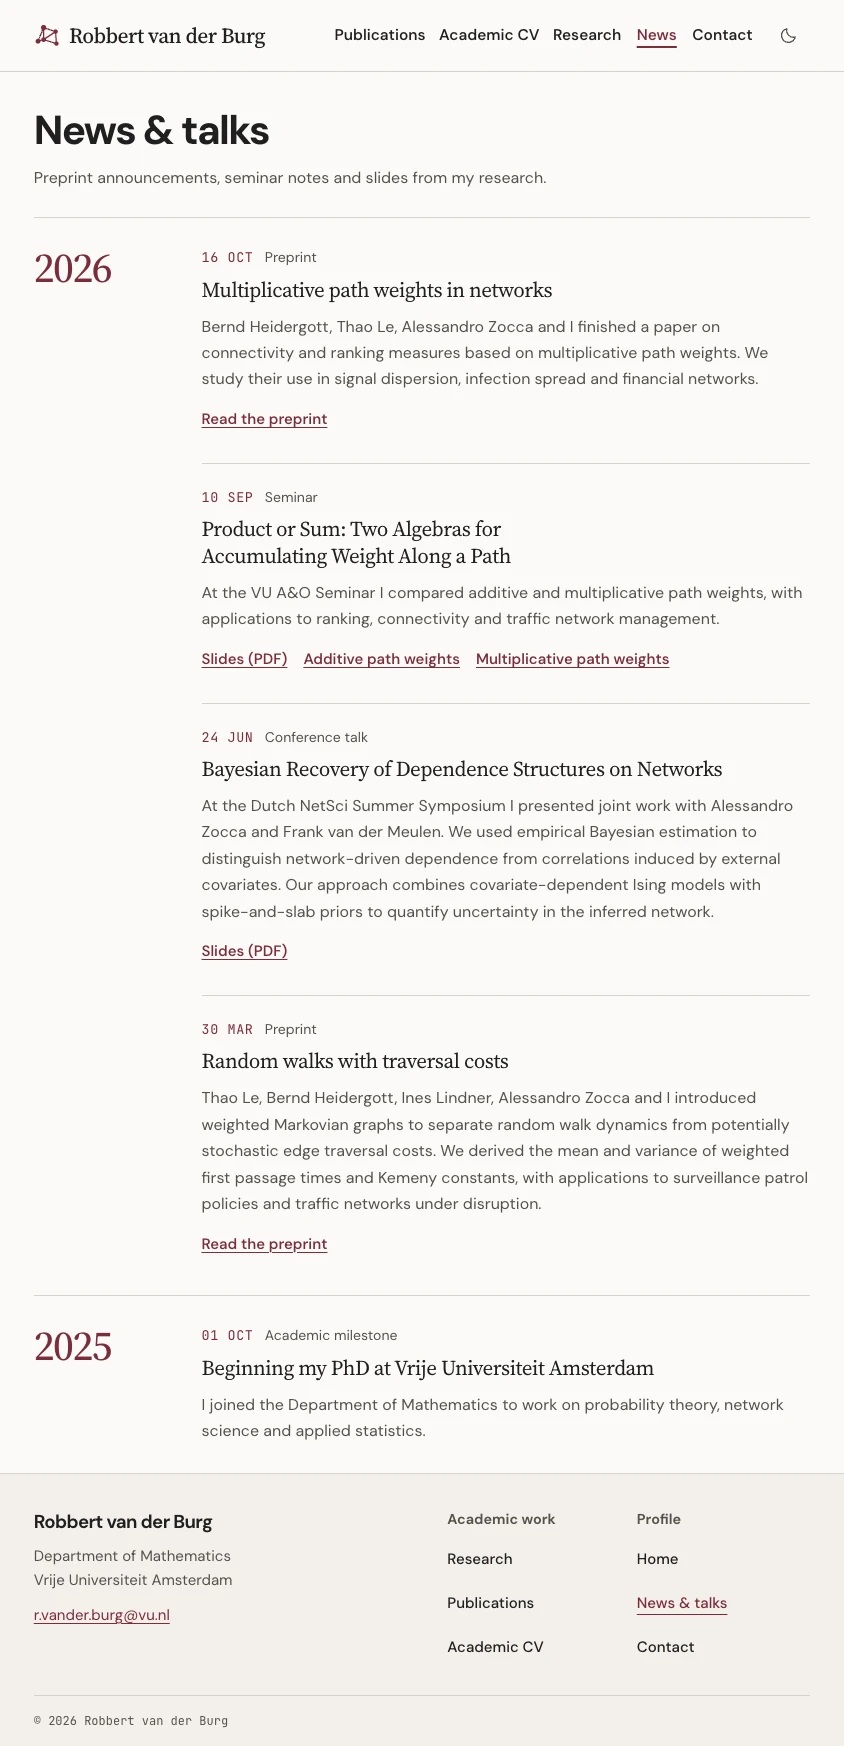 Robbert van der Burg
Publications Academic CV Research News Contact
News & talks
Preprint announcements, seminar notes and slides from my research.
2026
16 OCT Preprint
Multiplicative path weights in networks
Bernd Heidergott, Thao Le, Alessandro Zocca and I finished a paper on
connectivity and ranking measures based on multiplicative path weights. We
study their use in signal dispersion, infection spread and financial networks.
Read the preprint
10 SEP Seminar
Product or Sum: Two Algebras for
Accumulating Weight Along a Path
At the VU A&O Seminar I compared additive and multiplicative path weights, with
applications to ranking, connectivity and traffic network management.
Slides (PDF) Additive path weights Multiplicative path weights
24 JUN Conference talk
Bayesian Recovery of Dependence Structures on Networks
At the Dutch NetSci Summer Symposium I presented joint work with Alessandro
Zocca and Frank van der Meulen. We used empirical Bayesian estimation to
distinguish network-driven dependence from correlations induced by external
covariates. Our approach combines covariate-dependent Ising models with
spike-and-slab priors to quantify uncertainty in the inferred network.
Slides (PDF)
30 MAR Preprint
Random walks with traversal costs
Thao Le, Bernd Heidergott, Ines Lindner, Alessandro Zocca and I introduced
weighted Markovian graphs to separate random walk dynamics from potentially
stochastic edge traversal costs. We derived the mean and variance of weighted
first passage times and Kemeny constants, with applications to surveillance patrol
policies and traffic networks under disruption.
Read the preprint
2025
01 OCT Academic milestone
Beginning my PhD at Vrije Universiteit Amsterdam
I joined the Department of Mathematics to work on probability theory, network
science and applied statistics.
Robbert van der Burg
Department of Mathematics
Vrije Universiteit Amsterdam
r.vander.burg@vu.nl
Academic work
Research
Publications
Academic CV
Profile
Home
News & talks
Contact
© 2026 Robbert van der Burg